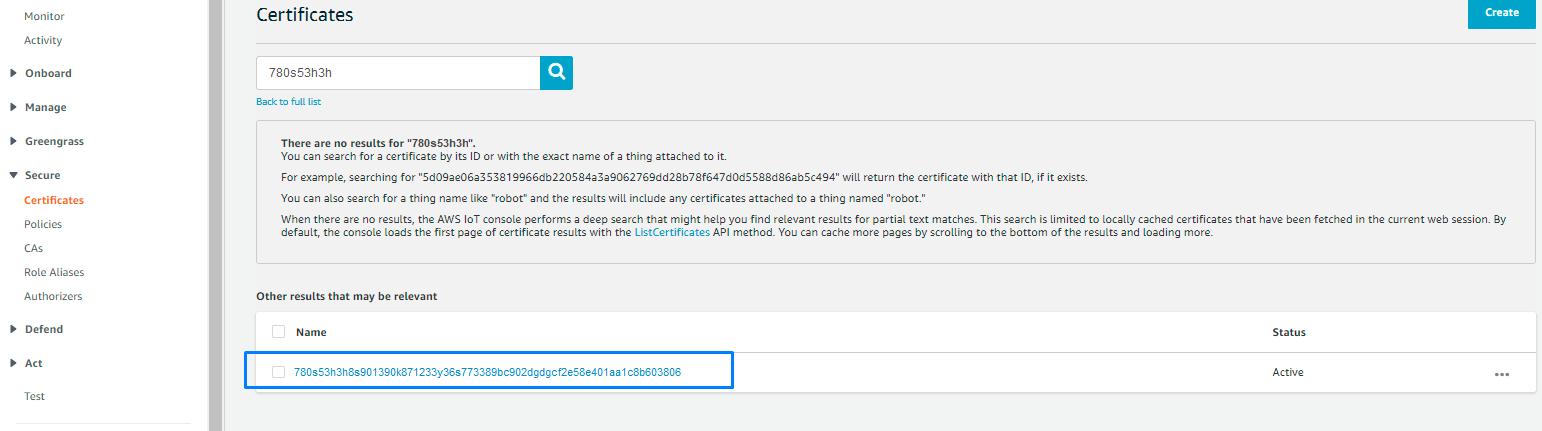 Monitor
Activity
Onboard
Manage
Greengrass
Secure
Certificates
Policies
CAs
Role Aliases
Authorizers
Defend
Act
Test
Certificates
Create
780s53h3h
Back to full list
There are no results for "780s53h3h".
You can search for a certificate by its ID or with the exact name of a thing attached to it.
For example, searching for "5d09ae06a353819966db220584a3a9062769dd28b78f647d0d5588d86ab5c494" will return the certificate with that ID, if it exists.
You can also search for a thing name like "robot" and the results will include any certificates attached to a thing named "robot."
When there are no results, the AWS IoT console performs a deep search that might help you find relevant results for partial text matches. This search is limited to locally cached certificates that have been fetched in the current web session. By
default, the console loads the first page of certificate results with the ListCertificates API method. You can cache more pages by scrolling to the bottom of the results and loading more.
Other results that may be relevant
Name Status
780s53h3h8s901390k871233y36s773389bc902dgdgcf2e58e401aa1c8b603806 Active